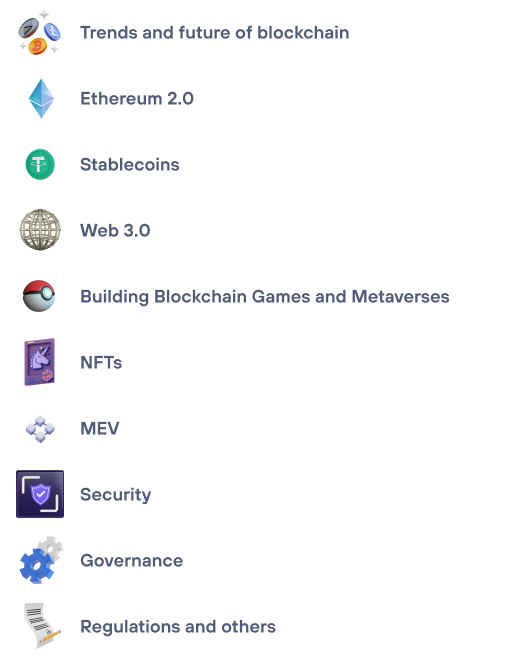 Trends and future of blockchain
Ethereum 2.0
Stablecoins
Web 3.0
Building Blockchain Games and Metaverses
NFTs
MEV
Security
Governance
Regulations and others